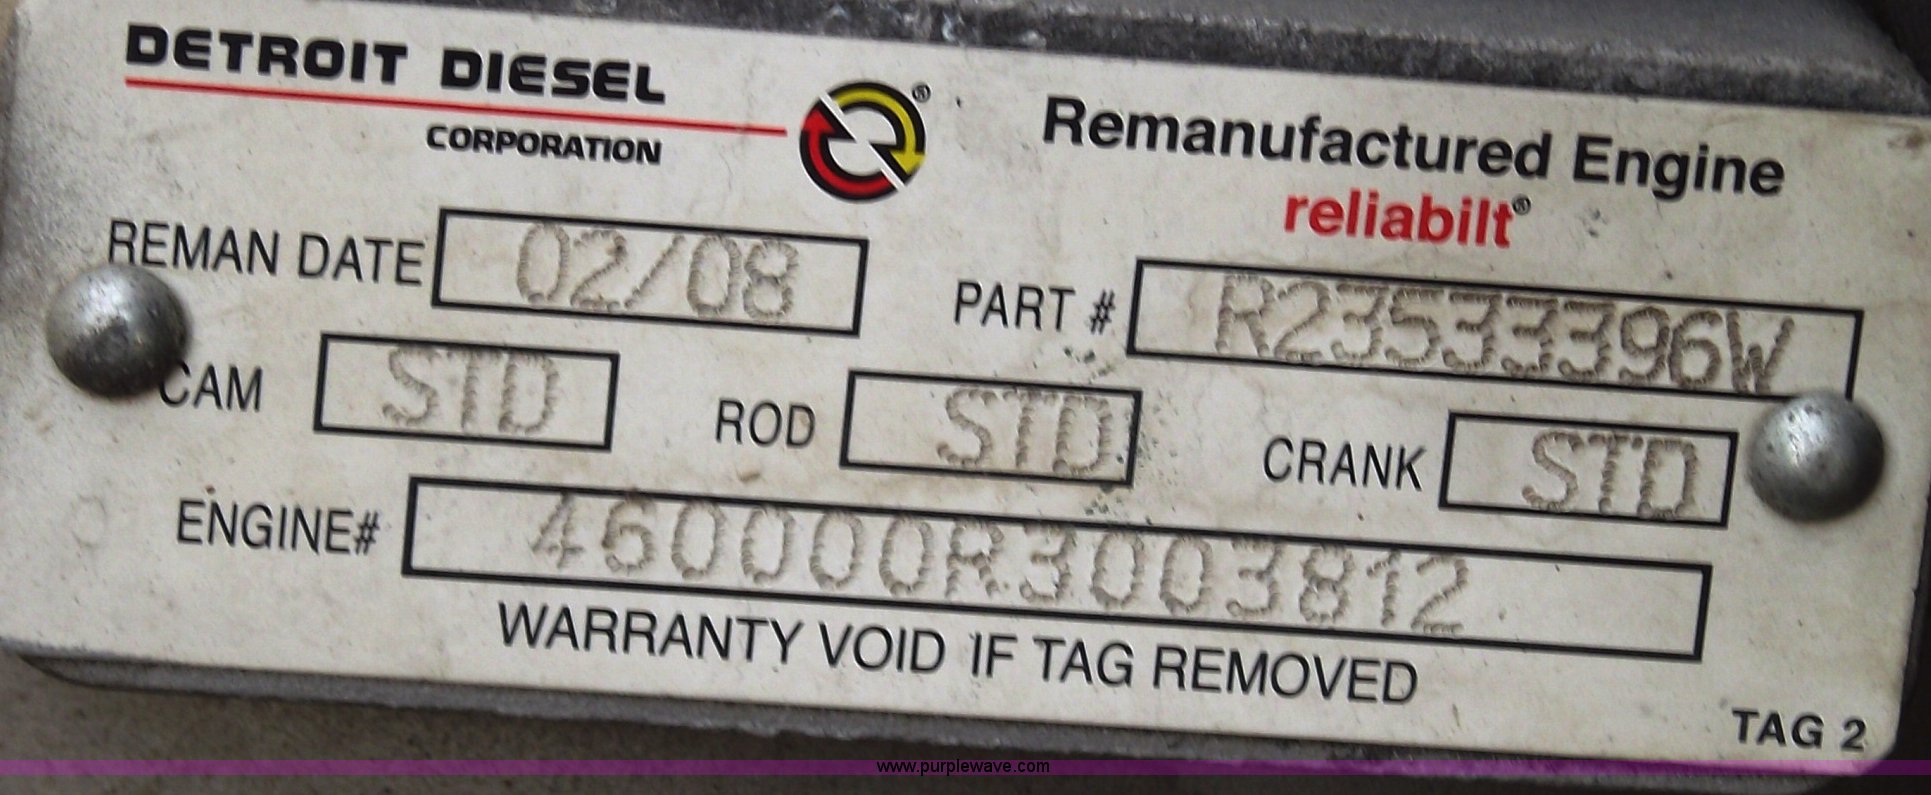 DETROIT DIESEL
CORPORATION
®
Remanufactured Engine
reliabilt®
REMAN DATE 02/08
PART # R23533396W
CAM STD
ROD STD
CRANK STD
ENGINE# 460000R3003812
WARRANTY VOID IF TAG REMOVED
TAG 2
www.purplewave.com